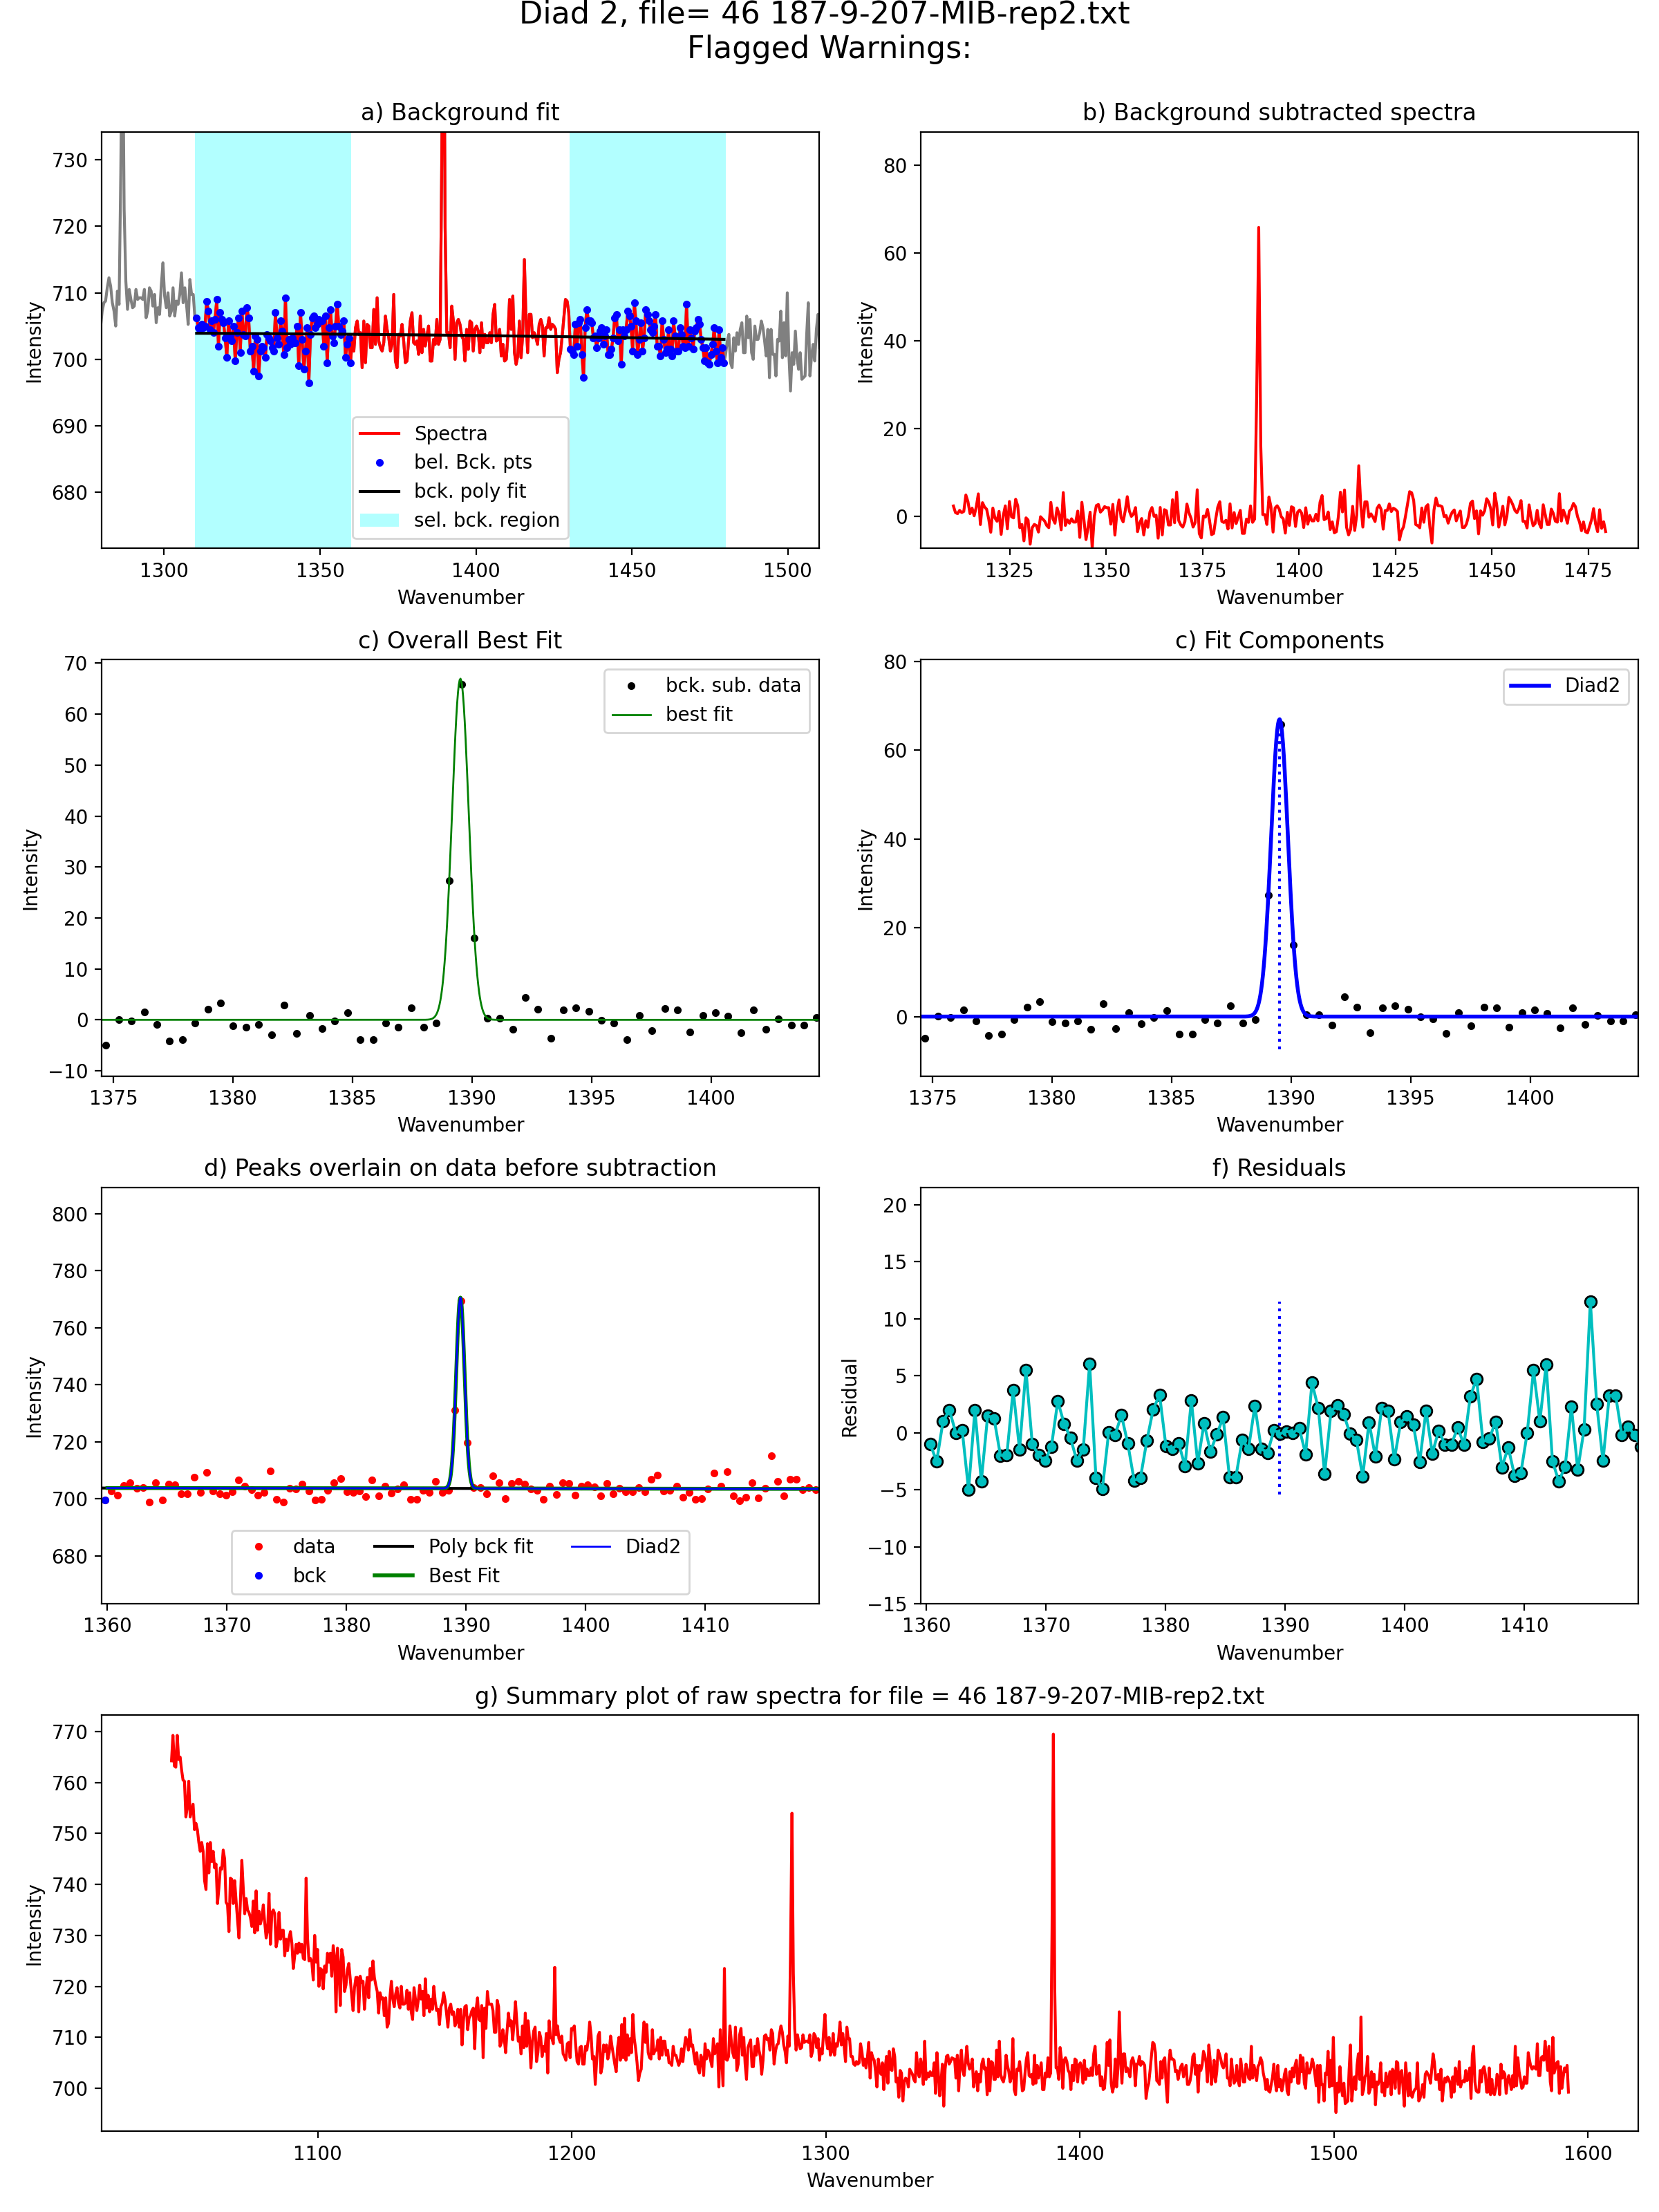 Diad 2, file= 46 187-9-207-MIB-rep2.txt
Flagged Warnings:
a) Background fit
Intensity
730
720
710
700
690
680
Spectra
bel. Bck. pts
bck. poly fit
sel. bck. region
1300 1350 1400 1450 1500
Wavenumber
b) Background subtracted spectra
Intensity
80
60
40
20
0
1325 1350 1375 1400 1425 1450 1475
Wavenumber
c) Overall Best Fit
Intensity
70
60
50
40
30
20
10
0
−10
bck. sub. data
best fit
1375 1380 1385 1390 1395 1400
Wavenumber
c) Fit Components
Intensity
80
60
40
20
0
Diad2
1375 1380 1385 1390 1395 1400
Wavenumber
d) Peaks overlain on data before subtraction
Intensity
800
780
760
740
720
700
680
data Poly bck fit Diad2
bck Best Fit
1360 1370 1380 1390 1400 1410
Wavenumber
f) Residuals
Residual
20
15
10
5
0
−5
−10
−15
1360 1370 1380 1390 1400 1410
Wavenumber
g) Summary plot of raw spectra for file = 46 187-9-207-MIB-rep2.txt
Intensity
770
760
750
740
730
720
710
700
1100 1200 1300 1400 1500 1600
Wavenumber